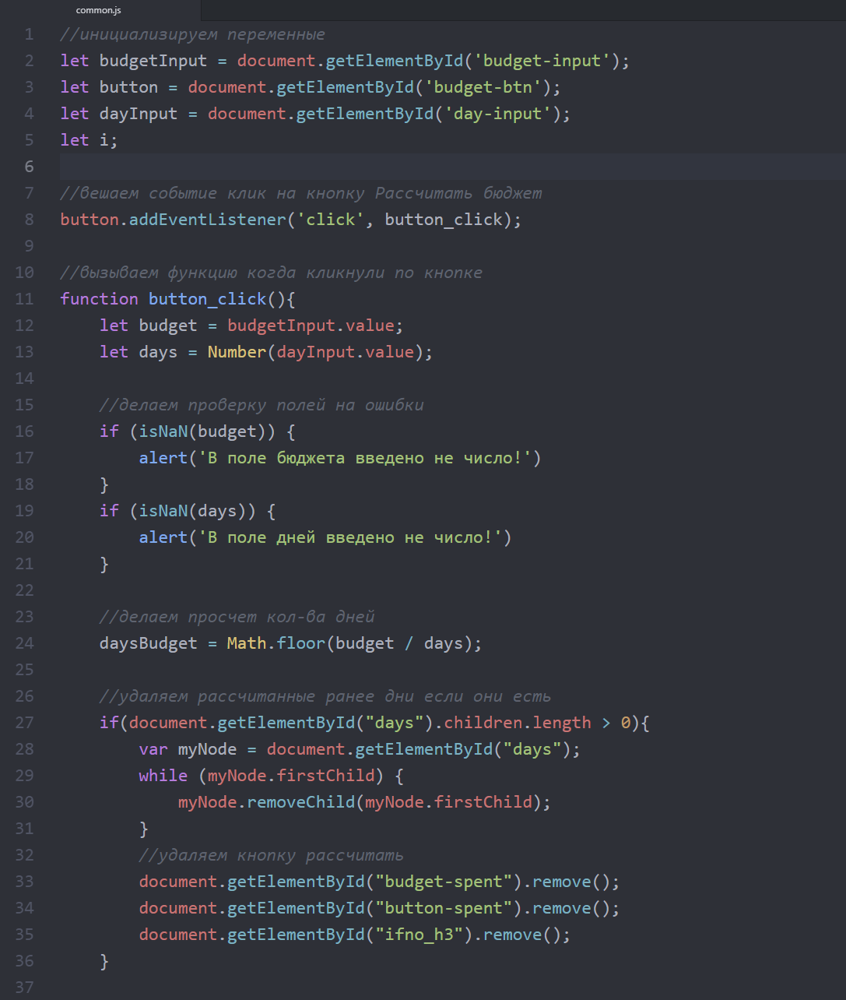 common.js
1 //инициализируем переменные
2 let budgetInput = document.getElementById('budget-input');
3 let button = document.getElementById('budget-btn');
4 let dayInput = document.getElementById('day-input');
5 let i;
6
7 //вешаем событие клик на кнопку Рассчитать бюджет
8 button.addEventListener('click', button_click);
9
10 //вызываем функцию когда кликнули по кнопке
11 function button_click(){
12     let budget = budgetInput.value;
13     let days = Number(dayInput.value);
14
15     //делаем проверку полей на ошибки
16     if (isNaN(budget)) {
17         alert('В поле бюджета введено не число!')
18     }
19     if (isNaN(days)) {
20         alert('В поле дней введено не число!')
21     }
22
23     //делаем просчет кол-ва дней
24     daysBudget = Math.floor(budget / days);
25
26     //удаляем рассчитанные ранее дни если они есть
27     if(document.getElementById("days").children.length > 0){
28         var myNode = document.getElementById("days");
29         while (myNode.firstChild) {
30             myNode.removeChild(myNode.firstChild);
31         }
32         //удаляем кнопку рассчитать
33         document.getElementById("budget-spent").remove();
34         document.getElementById("button-spent").remove();
35         document.getElementById("ifno_h3").remove();
36     }
37